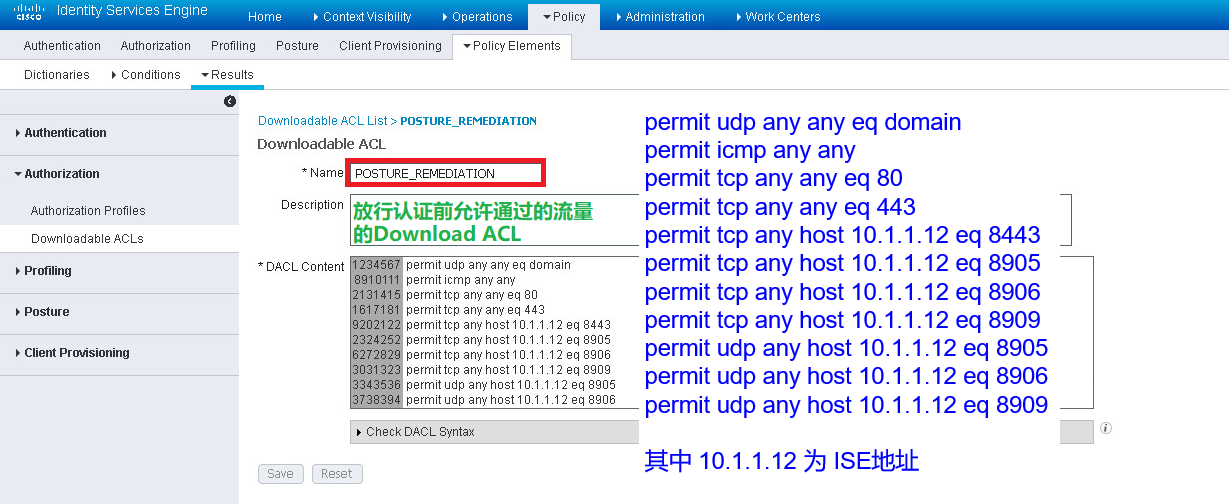 cisco Identity Services Engine
Home Context Visibility Operations Policy Administration Work Centers
Authentication Authorization Profiling Posture Client Provisioning Policy Elements
Dictionaries Conditions Results
Authentication
Authorization
Authorization Profiles
Downloadable ACLs
Profiling
Posture
Client Provisioning
Downloadable ACL List > POSTURE_REMEDIATION
Downloadable ACL
* Name POSTURE_REMEDIATION
Description 放行认证前允许通过的流量
的Download ACL
* DACL Content
1234567 permit udp any any eq domain
8910111 permit icmp any any
2131415 permit tcp any any eq 80
1617181 permit tcp any any eq 443
9202122 permit tcp any host 10.1.1.12 eq 8443
2324252 permit tcp any host 10.1.1.12 eq 8905
6272829 permit tcp any host 10.1.1.12 eq 8906
3031323 permit tcp any host 10.1.1.12 eq 8909
3343536 permit udp any host 10.1.1.12 eq 8905
3738394 permit udp any host 10.1.1.12 eq 8906
Check DACL Syntax
i
Save Reset
permit udp any any eq domain
permit icmp any any
permit tcp any any eq 80
permit tcp any any eq 443
permit tcp any host 10.1.1.12 eq 8443
permit tcp any host 10.1.1.12 eq 8905
permit tcp any host 10.1.1.12 eq 8906
permit tcp any host 10.1.1.12 eq 8909
permit udp any host 10.1.1.12 eq 8905
permit udp any host 10.1.1.12 eq 8906
permit udp any host 10.1.1.12 eq 8909
其中 10.1.1.12 为 ISE地址